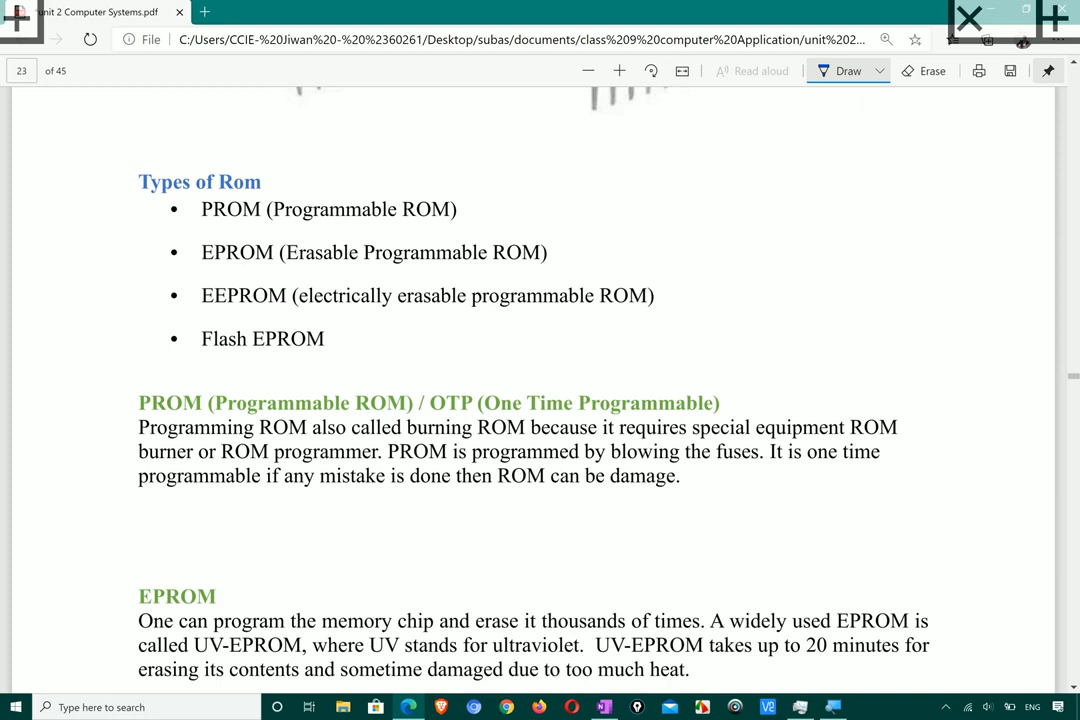 unit 2 Computer Systems.pdf
File
C:/Users/CCIE-%20Jiwan%20-%20%2360261/Desktop/subas/documents/class%209%20computer%20Application/unit%202...
23 of 45
Read aloud
Draw
Erase
Types of Rom
• PROM (Programmable ROM)
• EPROM (Erasable Programmable ROM)
• EEPROM (electrically erasable programmable ROM)
• Flash EPROM
PROM (Programmable ROM) / OTP (One Time Programmable)
Programming ROM also called burning ROM because it requires special equipment ROM
burner or ROM programmer. PROM is programmed by blowing the fuses. It is one time
programmable if any mistake is done then ROM can be damage.
EPROM
One can program the memory chip and erase it thousands of times. A widely used EPROM is
called UV-EPROM, where UV stands for ultraviolet. UV-EPROM takes up to 20 minutes for
erasing its contents and sometime damaged due to too much heat.
Type here to search
ENG